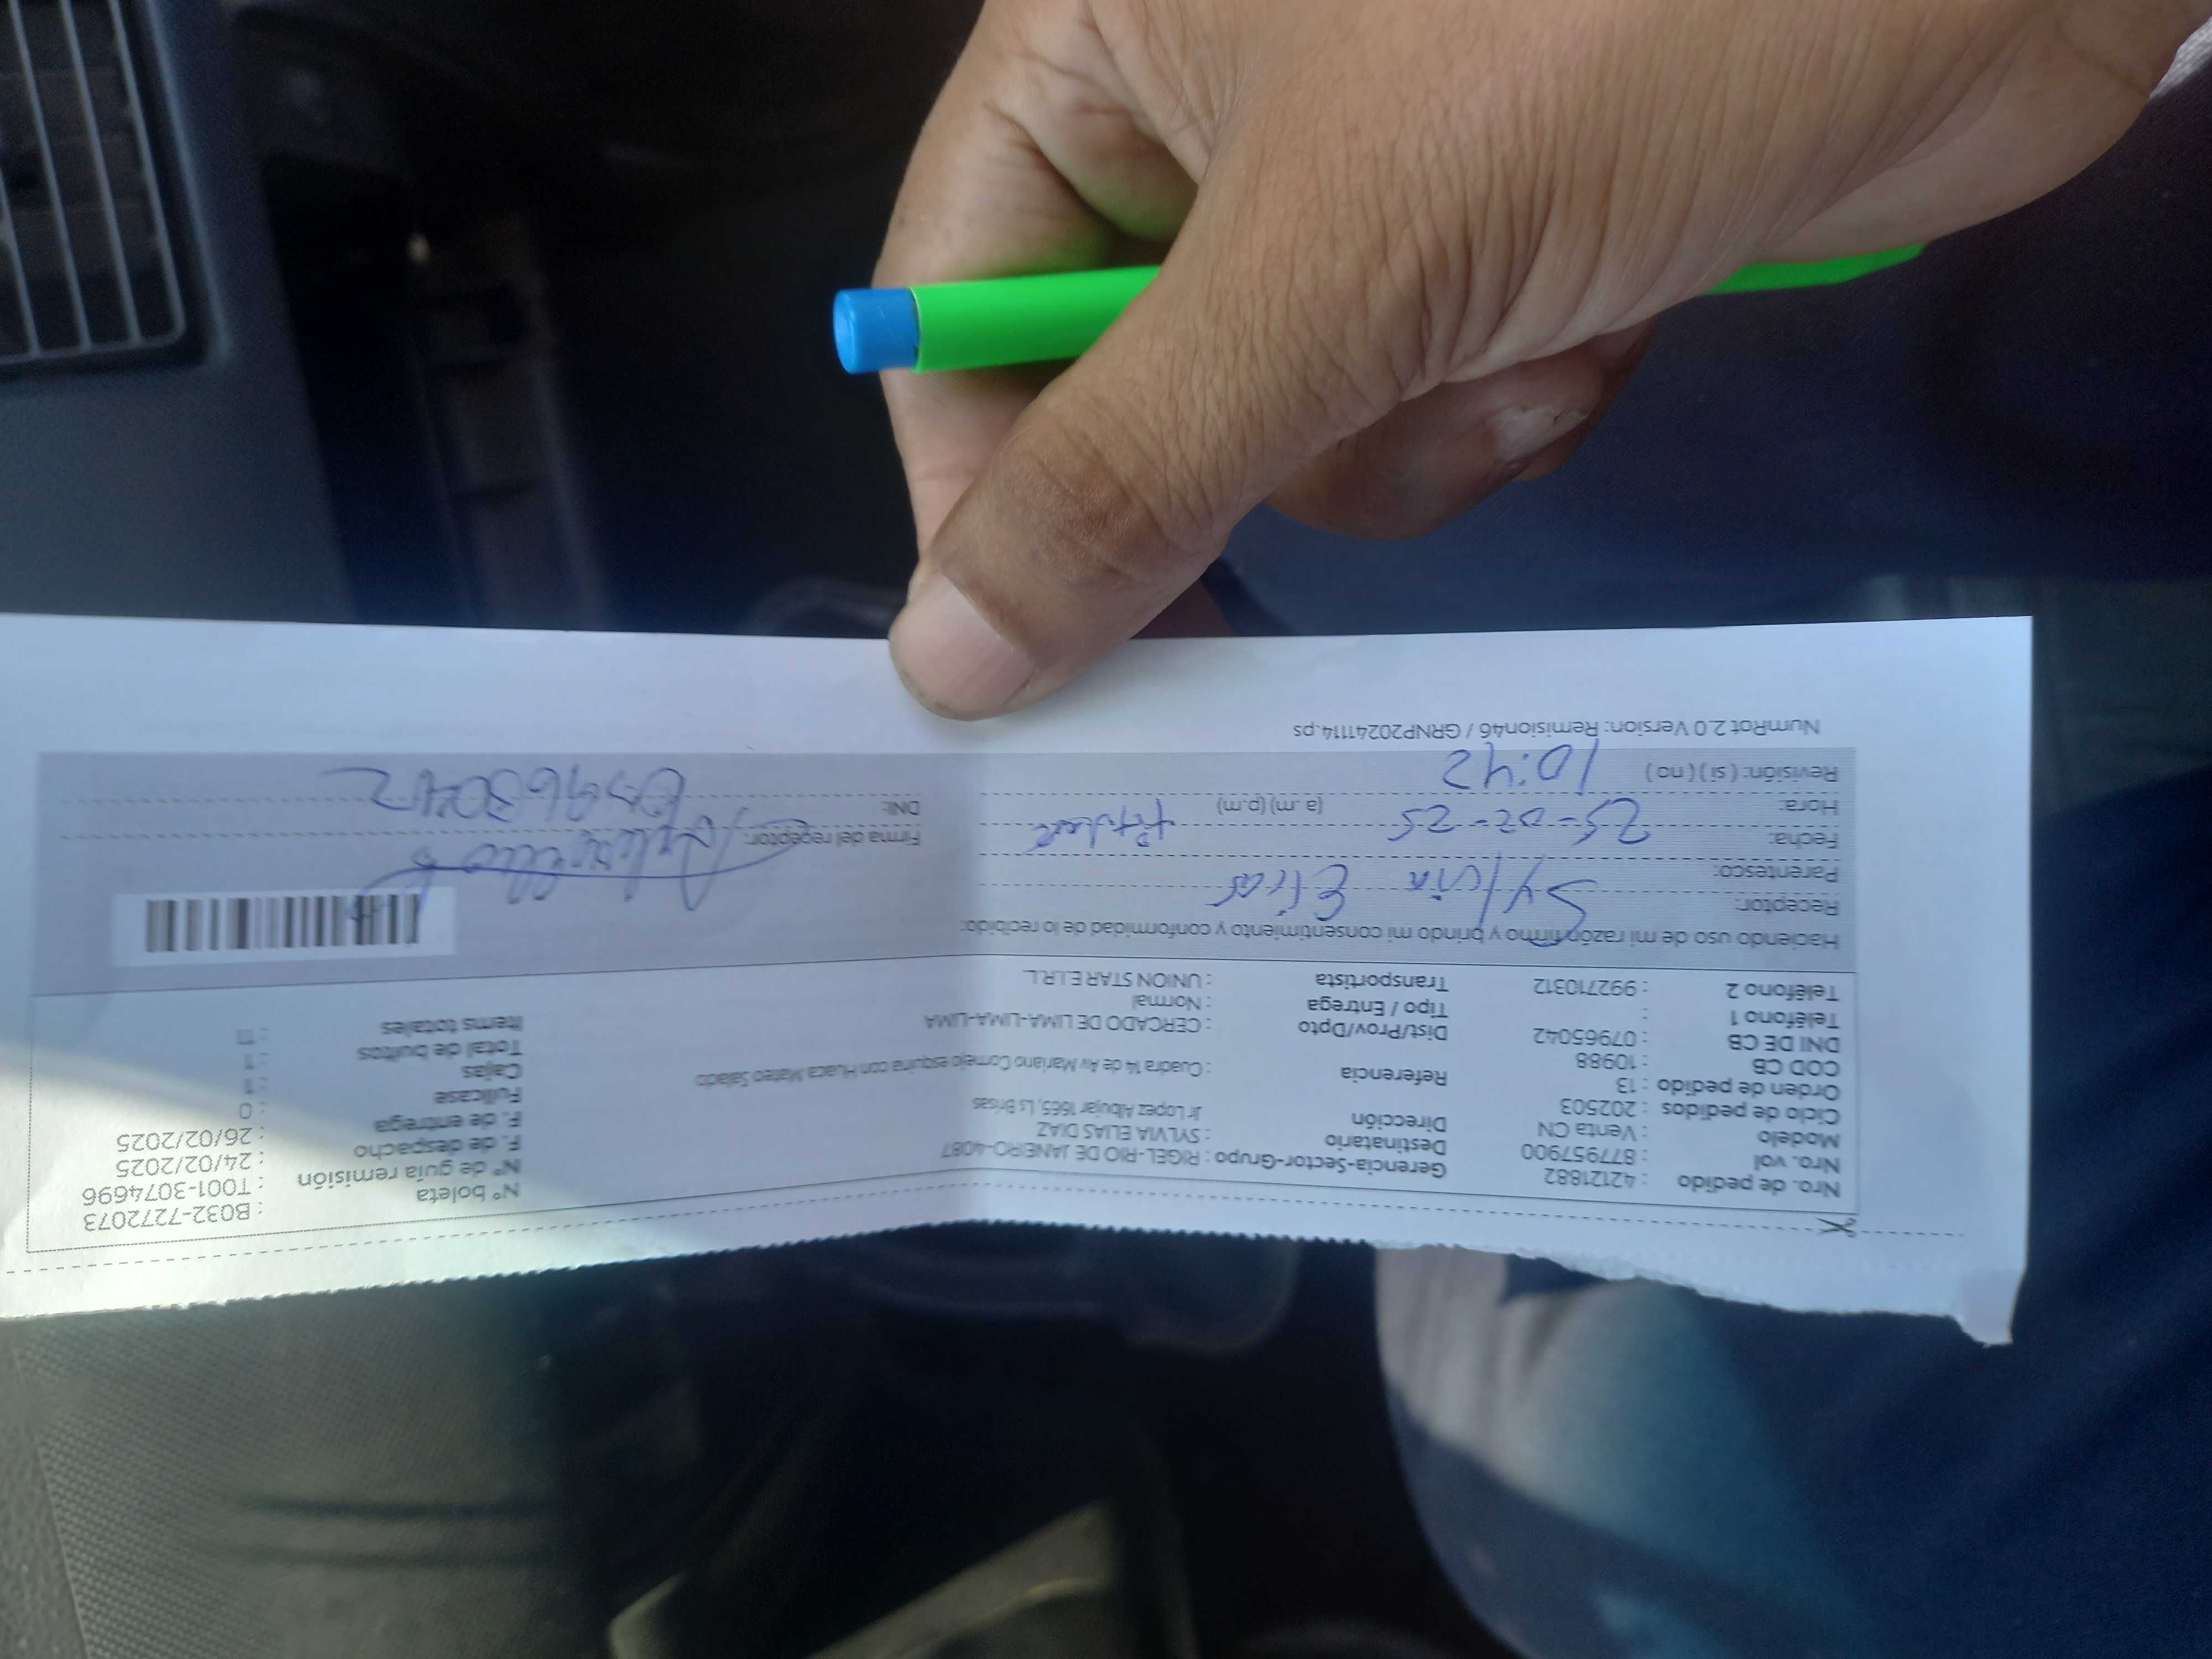 Nro. de pedido : 42121882 Gerencia-Sector-Grupo : RIGEL-RIO DE JANEIRO-4087 N° boleta : B032-7272073
Nro. vol : 877957900 Destinatario : SYLVIA ELIAS DIAZ N° de guía remisión : T001-3074696
Modelo : Venta CN Dirección Jr Lopez Albujar 1665, Ls Brisas F. de despacho : 24/02/2025
Ciclo de pedidos : 202503 F. de entrega : 26/02/2025
Orden de pedido : 13 Referencia : Cuadra 14 de Av Mariano Cornejo esquina con Huaca Mateo Salado Fullcase : 0
COD CB : 10988 Cajas : 1
DNI DE CB : 07965042 Dist/Prov/Dpto : CERCADO DE LIMA-LIMA-LIMA Total de bultos : 1
Teléfono 1 : Tipo / Entrega : Normal Items totales : 11
Teléfono 2 : 992710312 Transportista : UNION STAR E.I.R.L.
Haciendo uso de mi razón firmo y brindo mi consentimiento y conformidad de lo recibido:
Receptor: Sylvia Elias
Parentesco:
Fecha: 25-02-25 Firma del receptor:
Hora: (a. m) (p.m) DNI:
Revisión: ( si ) ( no ) 10:42
NumRot 2.0 Version: Remision46 / GRNP20241114.ps